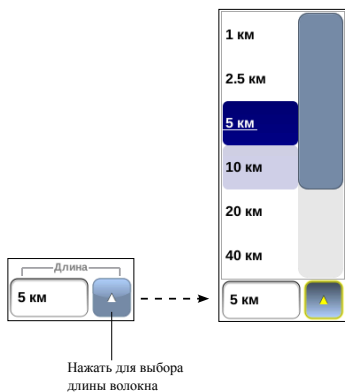 1 км
2.5 км
5 км
10 км
20 км
40 км
5 км
Длина
5 км
Нажать для выбора
длины волокна